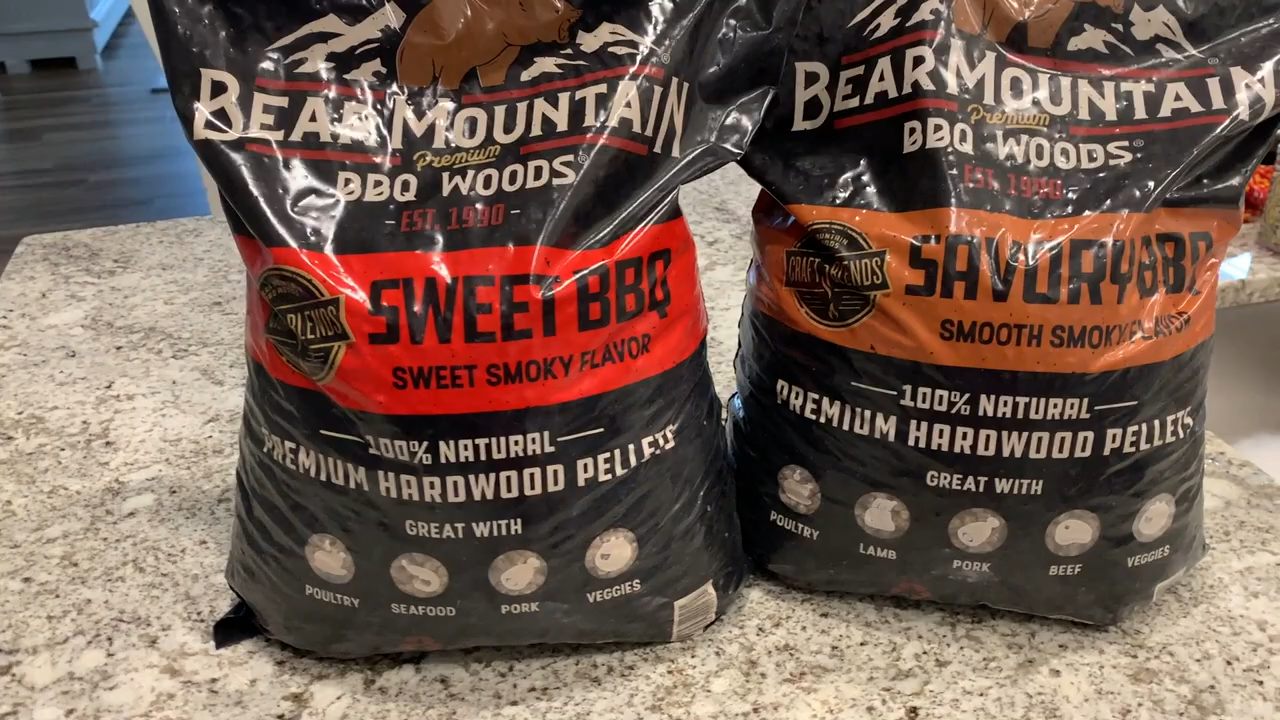 BEAR MOUNTAIN®
Premium
BBQ WOODS®
- EST. 1990 -
BLENDS
SWEET BBQ
SWEET SMOKY FLAVOR
100% NATURAL
PREMIUM HARDWOOD PELLETS
GREAT WITH
POULTRY
SEAFOOD
PORK
VEGGIES
BEAR MOUNTAIN®
Premium
BBQ WOODS®
EST. 1990-
CRAFT BLENDS
SAVORY BBQ
SMOOTH SMOKY FLAVOR
100% NATURAL
PREMIUM HARDWOOD PELLETS
GREAT WITH
POULTRY
LAMB
PORK
BEEF
VEGGIES